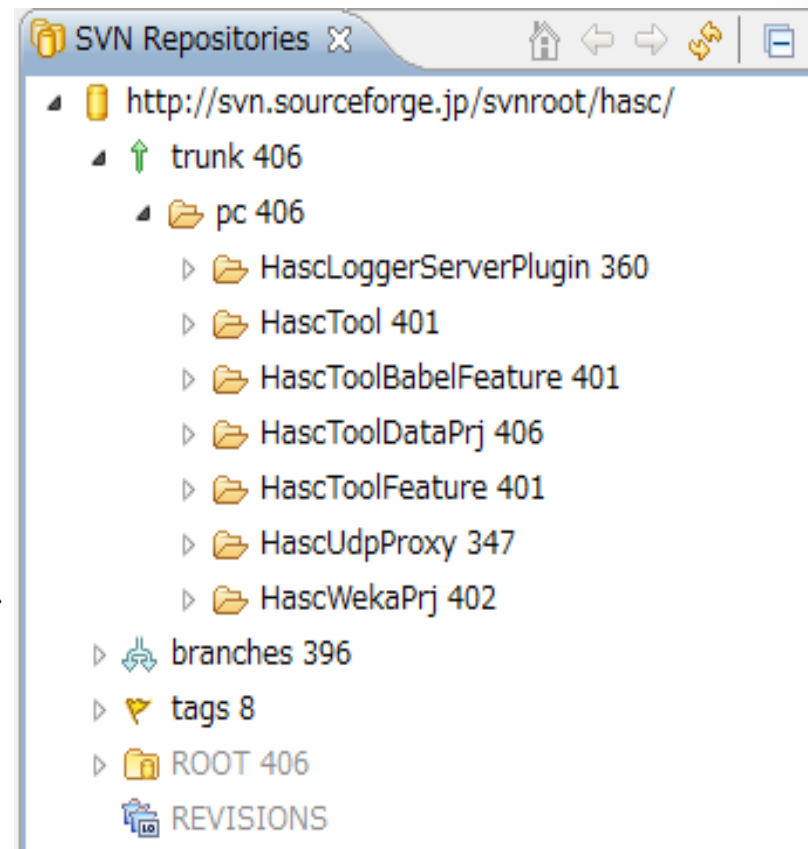 SVN Repositories
http://svn.sourceforge.jp/svnroot/hasc/
trunk 406
pc 406
HascLoggerServerPlugin 360
HascTool 401
HascToolBabelFeature 401
HascToolDataPrj 406
HascToolFeature 401
HascUdpProxy 347
HascWekaPrj 402
branches 396
tags 8
ROOT 406
REVISIONS